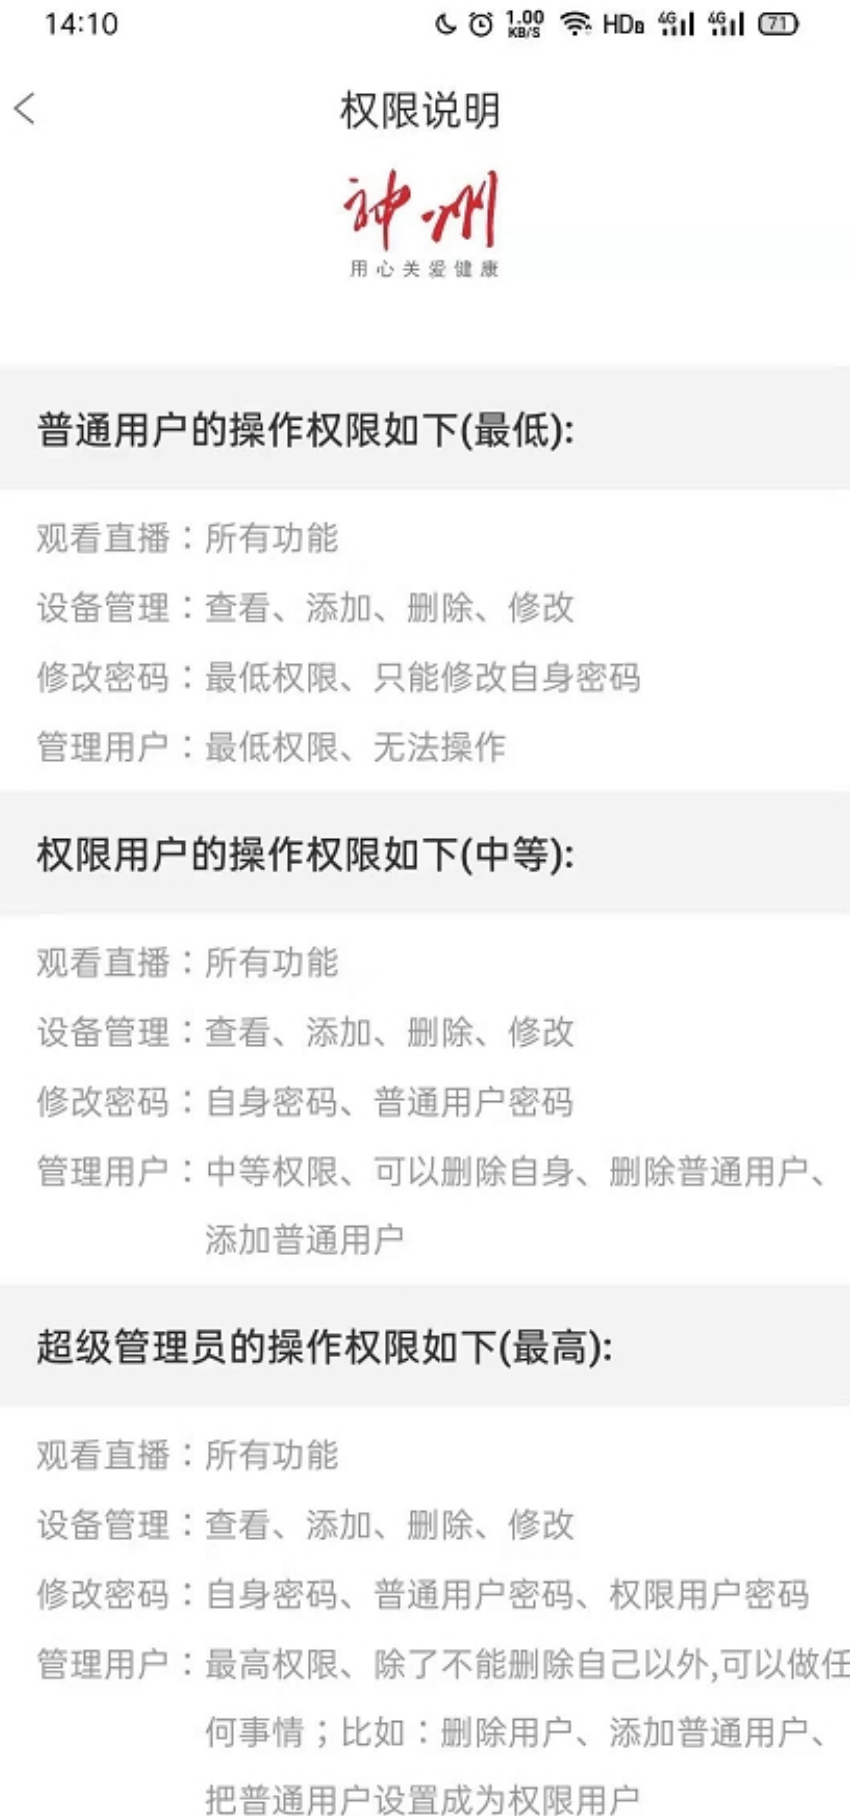 14:10
1.00
KB/S
HD
4G
4G
71
权限说明
神州
用心关爱健康
普通用户的操作权限如下(最低):
观看直播：所有功能
设备管理：查看、添加、删除、修改
修改密码：最低权限、只能修改自身密码
管理用户：最低权限、无法操作
权限用户的操作权限如下(中等):
观看直播：所有功能
设备管理：查看、添加、删除、修改
修改密码：自身密码、普通用户密码
管理用户：中等权限、可以删除自身、删除普通用户、
添加普通用户
超级管理员的操作权限如下(最高):
观看直播：所有功能
设备管理：查看、添加、删除、修改
修改密码：自身密码、普通用户密码、权限用户密码
管理用户：最高权限、除了不能删除自己以外,可以做任
何事情；比如：删除用户、添加普通用户、
把普通用户设置成为权限用户